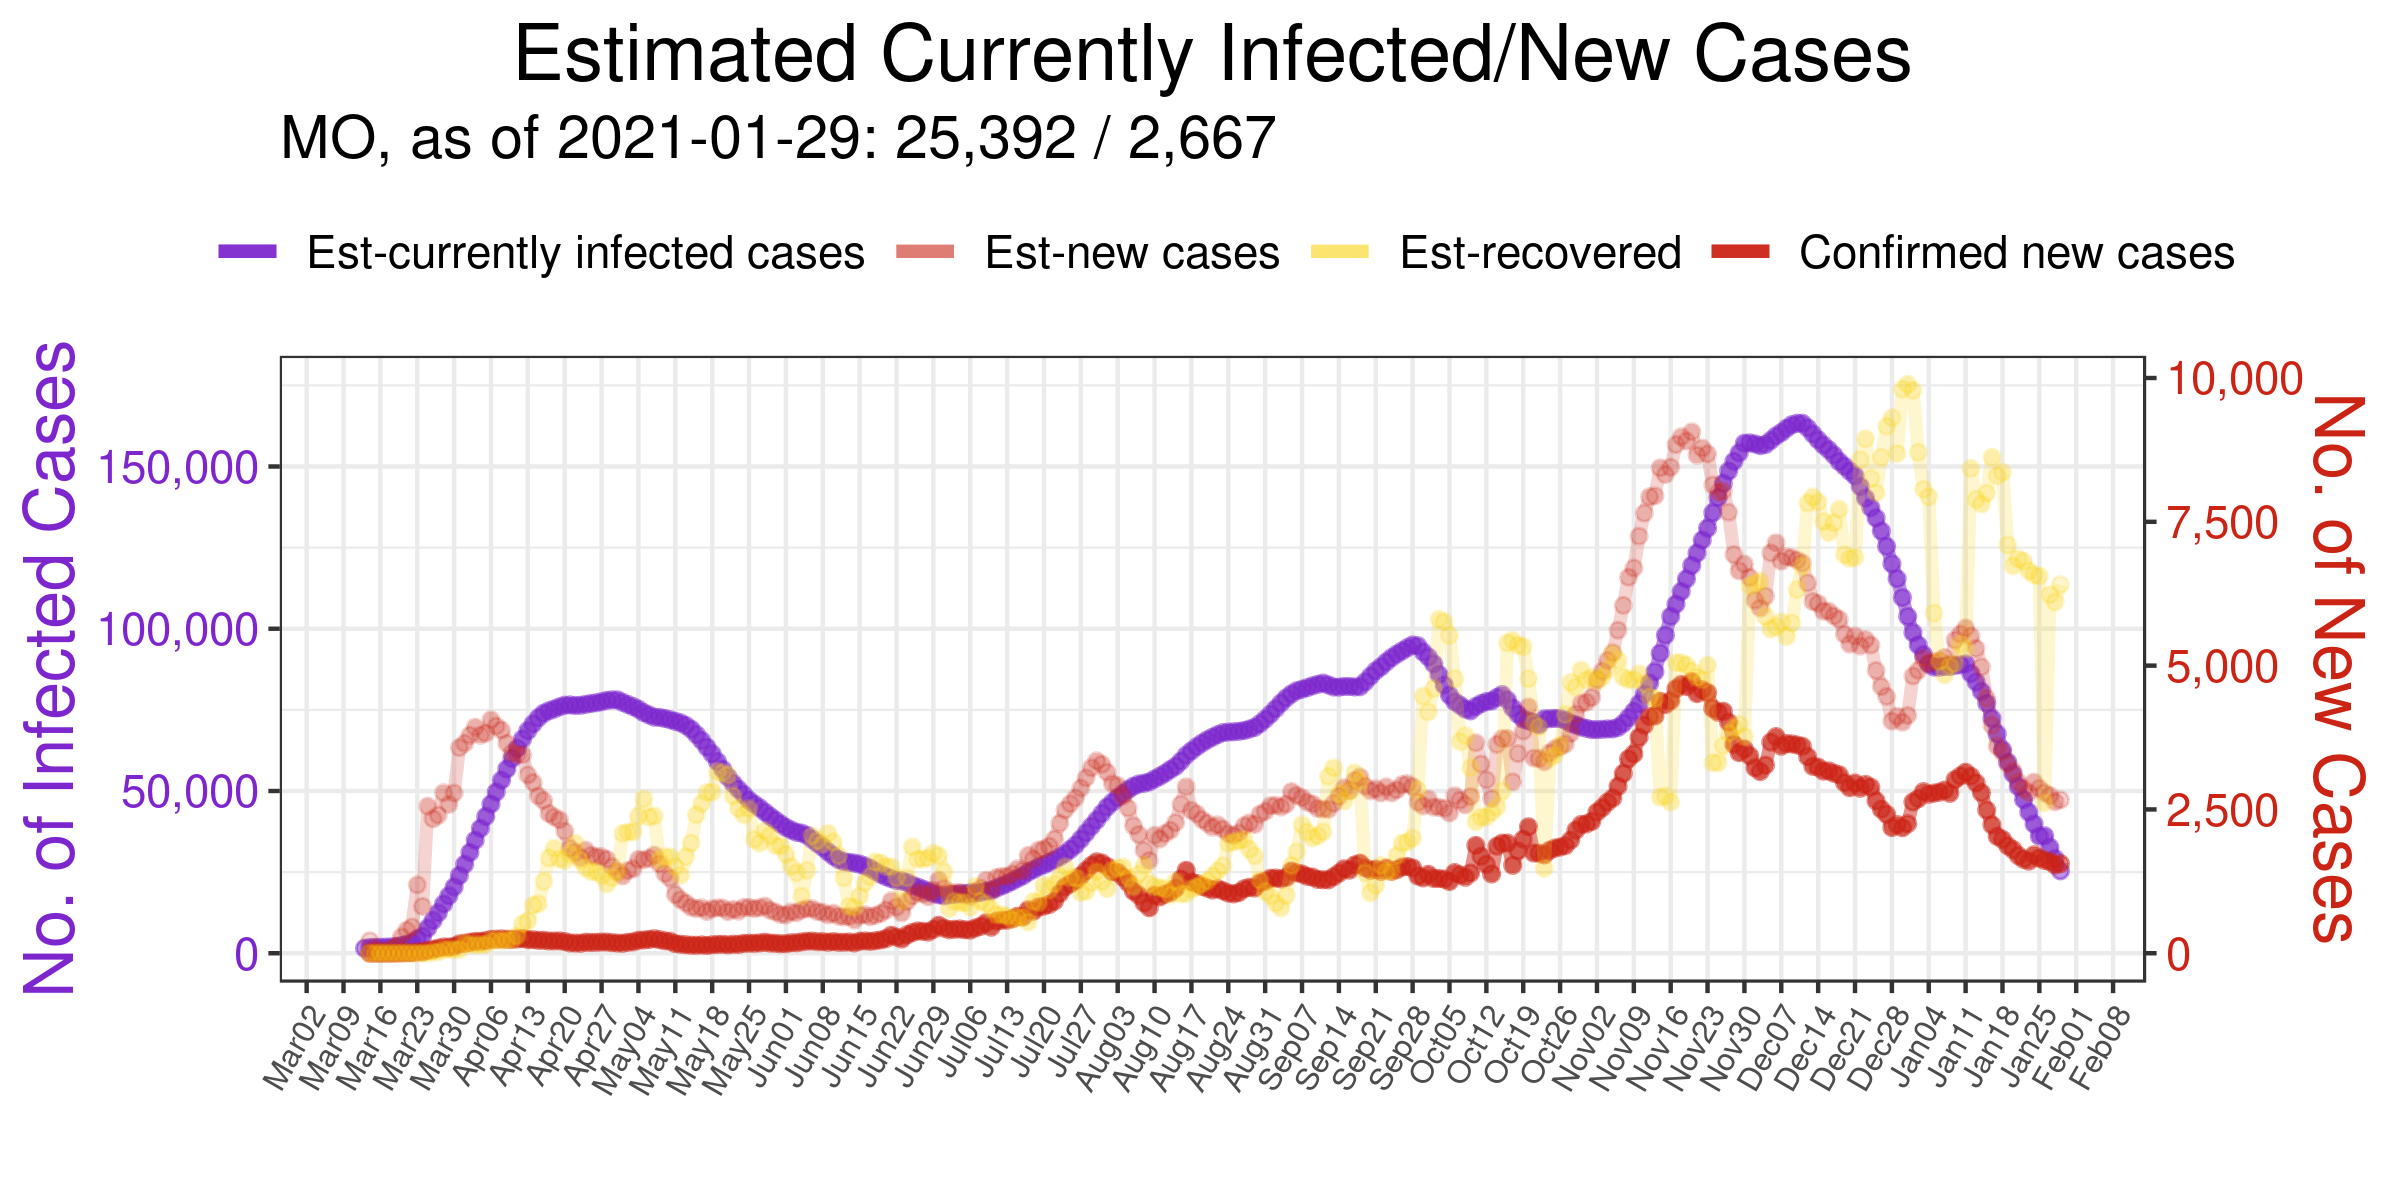 Estimated Currently Infected/New Cases
MO, as of 2021-01-29: 25,392 / 2,667
Est-currently infected cases
Est-new cases
Est-recovered
Confirmed new cases
No. of Infected Cases
150,000
100,000
50,000
0
10,000
7,500
5,000
2,500
0
No. of New Cases
Mar02
Mar09
Mar16
Mar23
Mar30
Apr06
Apr13
Apr20
Apr27
May04
May11
May18
May25
Jun01
Jun08
Jun15
Jun22
Jun29
Jul06
Jul13
Jul20
Jul27
Aug03
Aug10
Aug17
Aug24
Aug31
Sep07
Sep14
Sep21
Sep28
Oct05
Oct12
Oct19
Oct26
Nov02
Nov09
Nov16
Nov23
Nov30
Dec07
Dec14
Dec21
Dec28
Jan04
Jan11
Jan18
Jan25
Feb01
Feb08